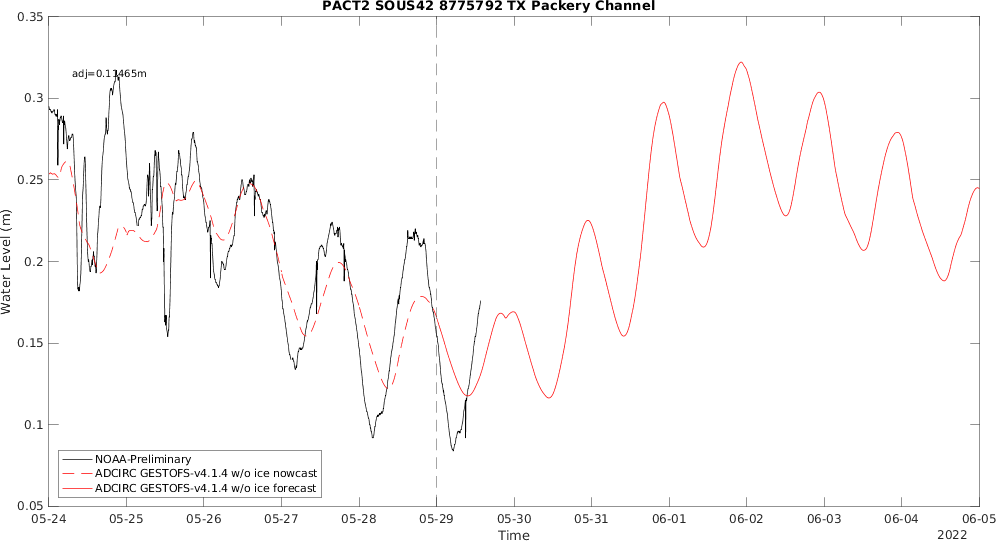 PACT2 SOUS42 8775792 TX Packery Channel
0.35
adj=0.11465m
0.3
0.25
0.2
0.15
0.1
0.05
Water Level (m)
NOAA-Preliminary
ADCIRC GESTOFS-v4.1.4 w/o ice nowcast
ADCIRC GESTOFS-v4.1.4 w/o ice forecast
05-24 05-25 05-26 05-27 05-28 05-29 05-30 05-31 06-01 06-02 06-03 06-04 06-05
Time
2022